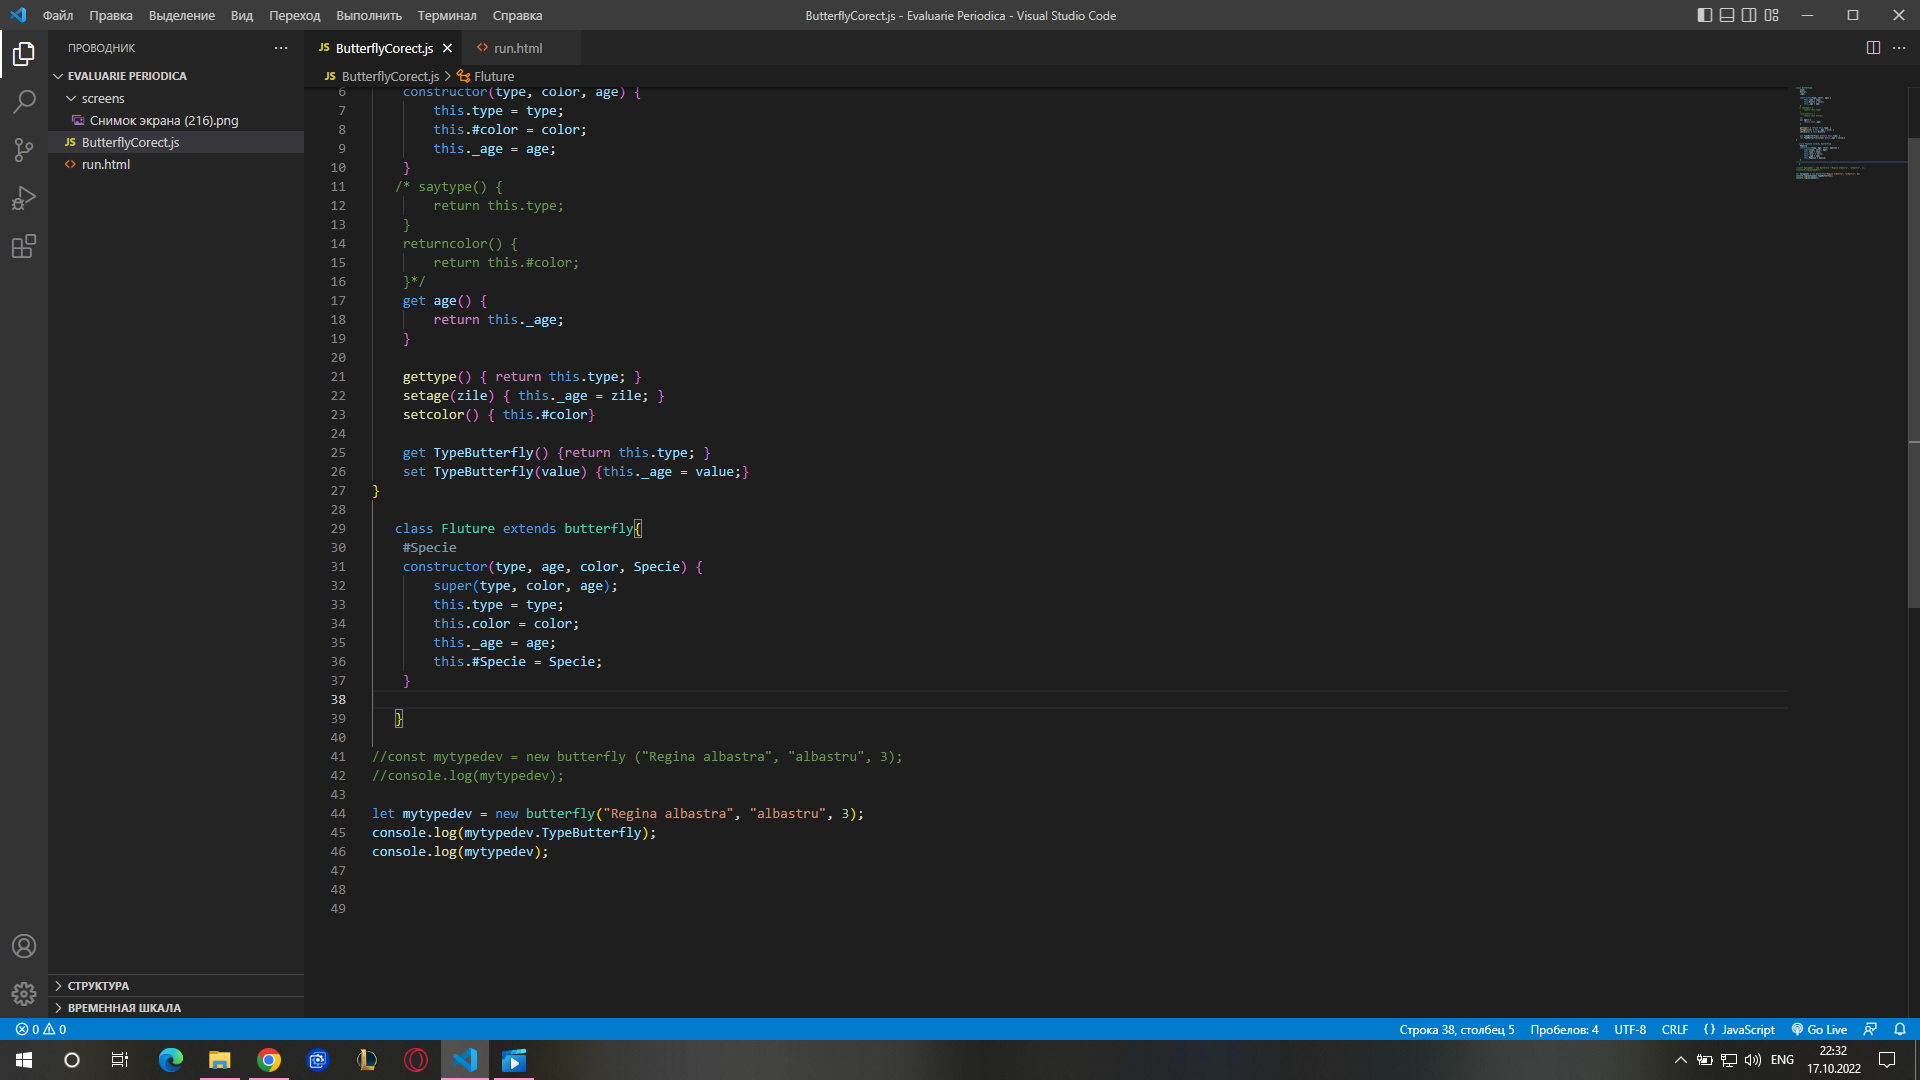 Файл Правка Выделение Вид Переход Выполнить Терминал Справка
ButterflyCorect.js - Evaluarie Periodica - Visual Studio Code
ПРОВОДНИК
EVALUARIE PERIODICA
screens
Снимок экрана (216).png
JS ButterflyCorect.js
<> run.html
СТРУКТУРА
ВРЕМЕННАЯ ШКАЛА
JS ButterflyCorect.js
<> run.html
JS ButterflyCorect.js > Fluture
6 constructor(type, color, age) {
7 this.type = type;
8 this.#color = color;
9 this._age = age;
10 }
11 /* saytype() {
12 return this.type;
13 }
14 returncolor() {
15 return this.#color;
16 }*/
17 get age() {
18 return this._age;
19 }
20
21 gettype() { return this.type; }
22 setage(zile) { this._age = zile; }
23 setcolor() { this.#color}
24
25 get TypeButterfly() {return this.type; }
26 set TypeButterfly(value) {this._age = value;}
27 }
28
29 class Fluture extends butterfly{
30 #Specie
31 constructor(type, age, color, Specie) {
32 super(type, color, age);
33 this.type = type;
34 this.color = color;
35 this._age = age;
36 this.#Specie = Specie;
37 }
38
39 }
40
41 //const mytypedev = new butterfly ("Regina albastra", "albastru", 3);
42 //console.log(mytypedev);
43
44 let mytypedev = new butterfly("Regina albastra", "albastru", 3);
45 console.log(mytypedev.TypeButterfly);
46 console.log(mytypedev);
47
48
49
0 0
Строка 38, столбец 5 Пробелов: 4 UTF-8 CRLF {} JavaScript Go Live
ENG
22:32
17.10.2022